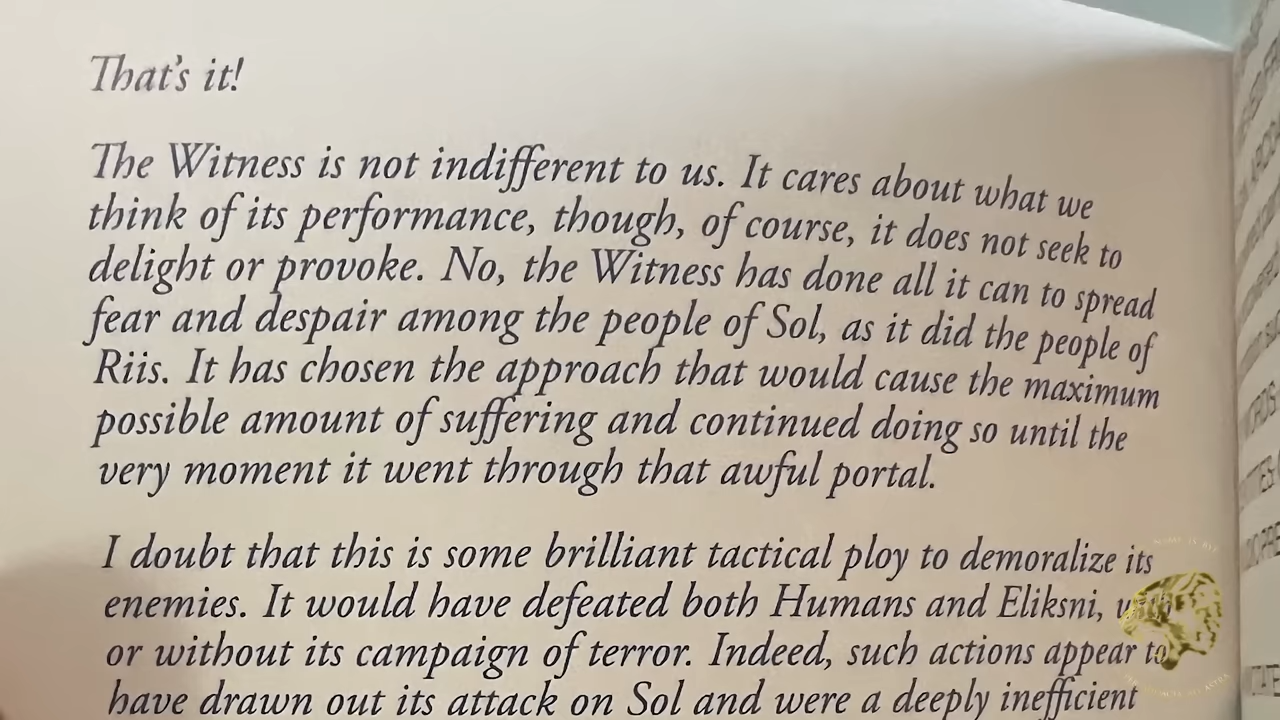 That's it!
The Witness is not indifferent to us. It cares about what we
think of its performance, though, of course, it does not seek to
delight or provoke. No, the Witness has done all it can to spread
fear and despair among the people of Sol, as it did the people of
Riis. It has chosen the approach that would cause the maximum
possible amount of suffering and continued doing so until the
very moment it went through that awful portal.
I doubt that this is some brilliant tactical ploy to demoralize its
enemies. It would have defeated both Humans and Eliksni, with
or without its campaign of terror. Indeed, such actions appear to
have drawn out its attack on Sol and were a deeply inefficient